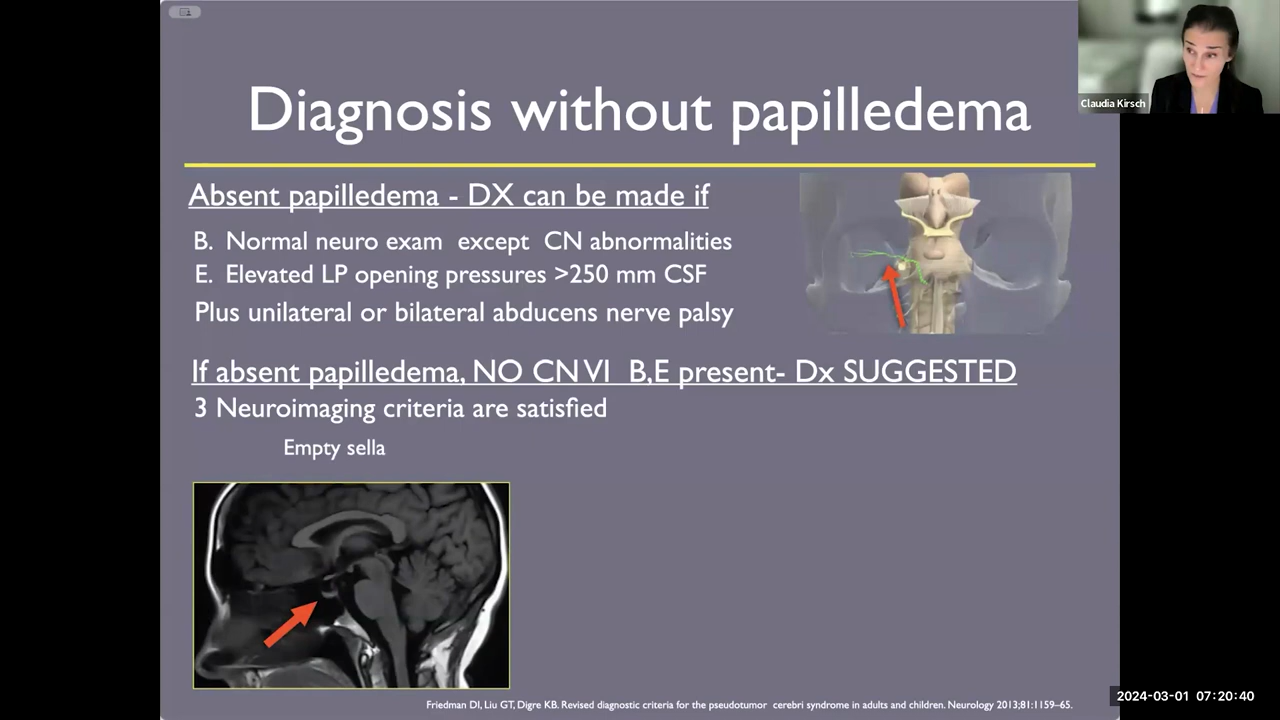 Diagnosis without papilledema
Claudia Kirsch
Absent papilledema - DX can be made if
B. Normal neuro exam except CN abnormalities
E. Elevated LP opening pressures >250 mm CSF
Plus unilateral or bilateral abducens nerve palsy
If absent papilledema, NO CN VI B,E present- Dx SUGGESTED
3 Neuroimaging criteria are satisfied
Empty sella
Friedman DI, Liu GT, Digre KB. Revised diagnostic criteria for the pseudotumor cerebri syndrome in adults and children. Neurology 2013;81:1159–65.
2024-03-01 07:20:40